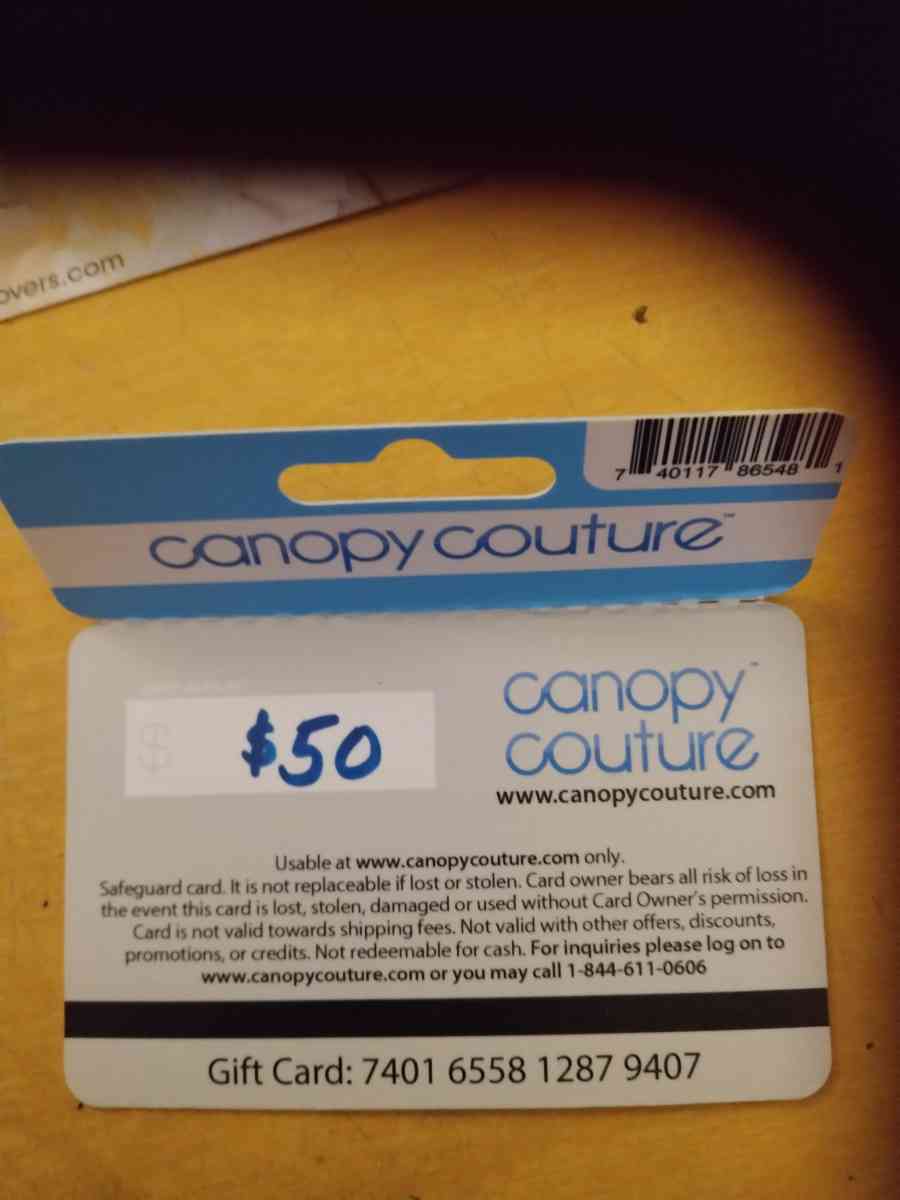 overs.com
7 40117 86548 1
canopy couture™
$ $50
canopy™
couture
www.canopycouture.com
Usable at www.canopycouture.com only.
Safeguard card. It is not replaceable if lost or stolen. Card owner bears all risk of loss in
the event this card is lost, stolen, damaged or used without Card Owner's permission.
Card is not valid towards shipping fees. Not valid with other offers, discounts,
promotions, or credits. Not redeemable for cash. For inquiries please log on to
www.canopycouture.com or you may call 1-844-611-0606
Gift Card: 7401 6558 1287 9407